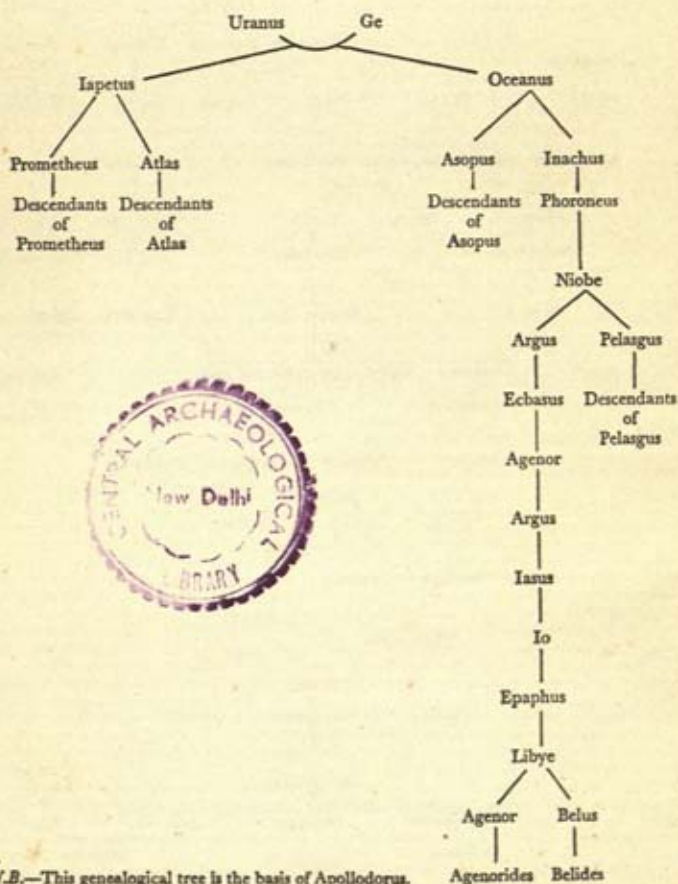 Uranus Ge
Iapetus Oceanus
Prometheus Atlas Asopus Inachus
Descendants Descendants Descendants Phoroneus
of of of
Prometheus Atlas Asopus
Niobe
Argus Pelasgus
Ecbasus Descendants
of
Pelasgus
Agenor
Argus
Iasus
Io
Epaphus
Libye
Agenor Belus
Agenorides Belides
CENTRAL ARCHAEOLOGICAL
New Delhi
LIBRARY
N.B.—This genealogical tree is the basis of Apollodorus.